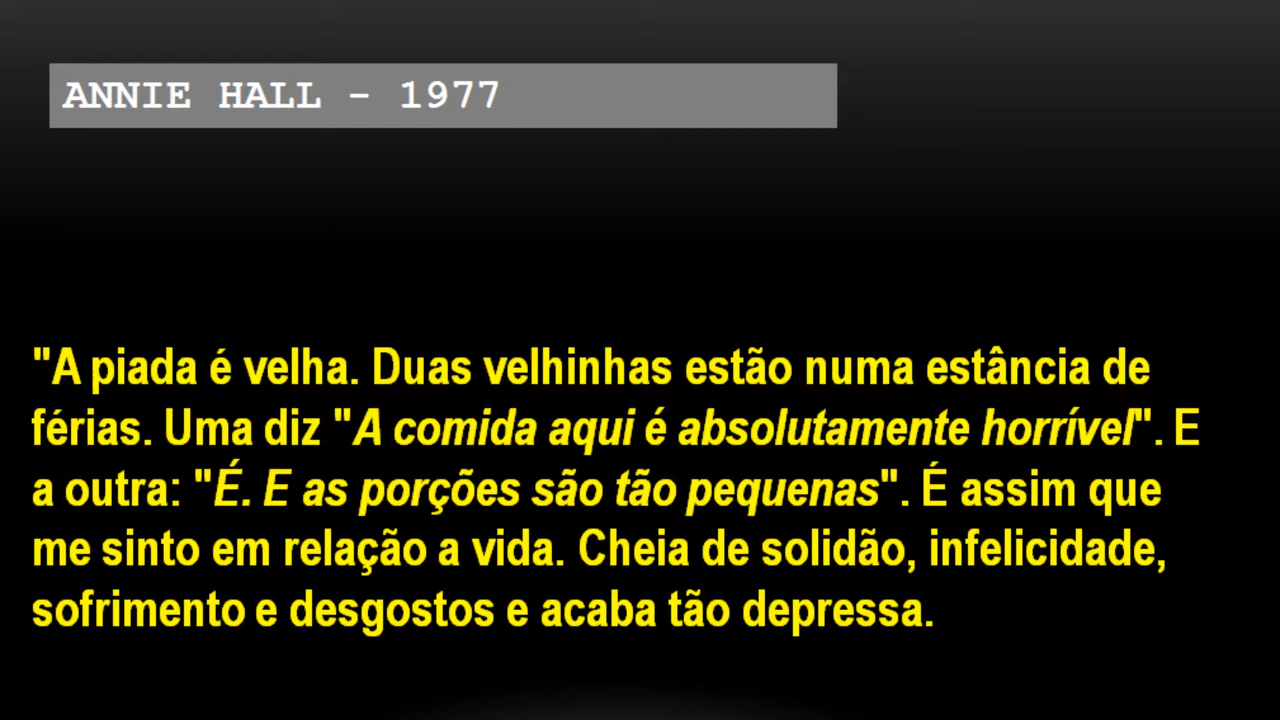 ANNIE HALL - 1977
"A piada é velha. Duas velhinhas estão numa estância de
férias. Uma diz "A comida aqui é absolutamente horrível". E
a outra: "É. E as porções são tão pequenas". É assim que
me sinto em relação a vida. Cheia de solidão, infelicidade,
sofrimento e desgostos e acaba tão depressa.